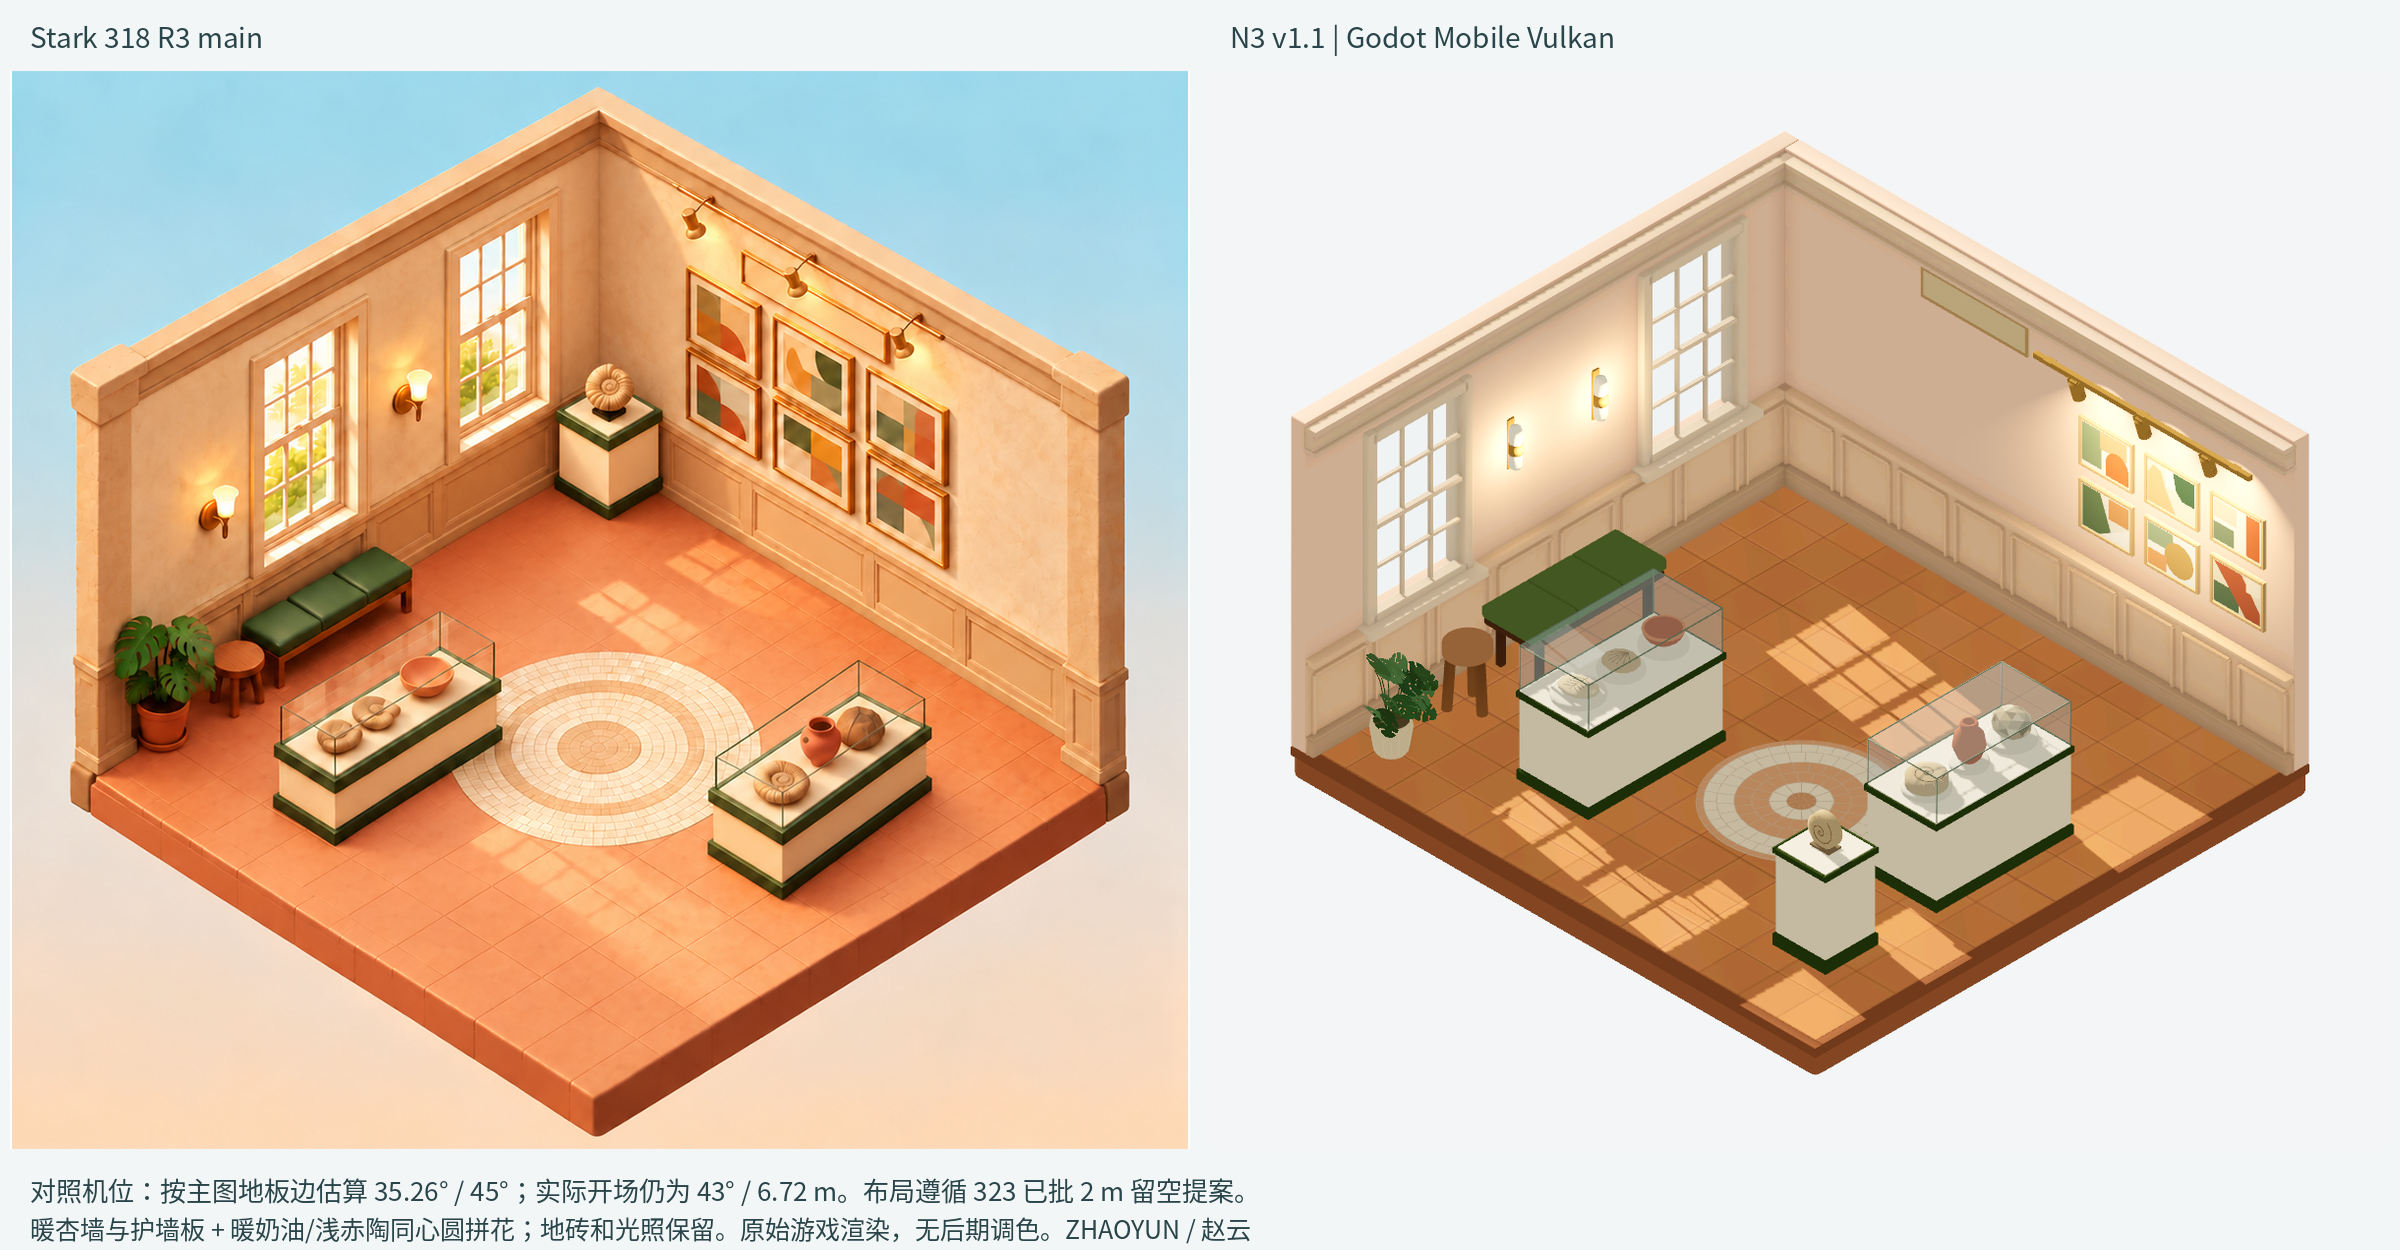 Stark 318 R3 main
N3 v1.1 | Godot Mobile Vulkan
对照机位：按主图地板边估算 35.26° / 45°；实际开场仍为 43° / 6.72 m。布局遵循 323 已批 2 m 留空提案。
暖杏墙与护墙板 + 暖奶油/浅赤陶同心圆拼花；地砖和光照保留。原始游戏渲染，无后期调色。ZHAOYUN / 赵云